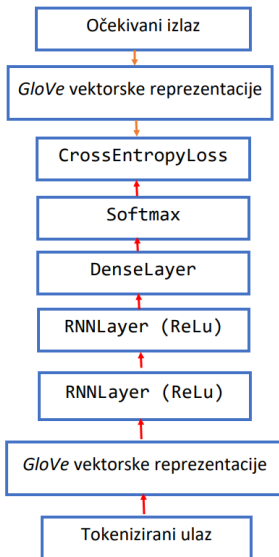 Očekivani izlaz
GloVe vektorske reprezentacije
CrossEntropyLoss
Softmax
DenseLayer
RNNLayer (ReLu)
RNNLayer (ReLu)
GloVe vektorske reprezentacije
Tokenizirani ulaz